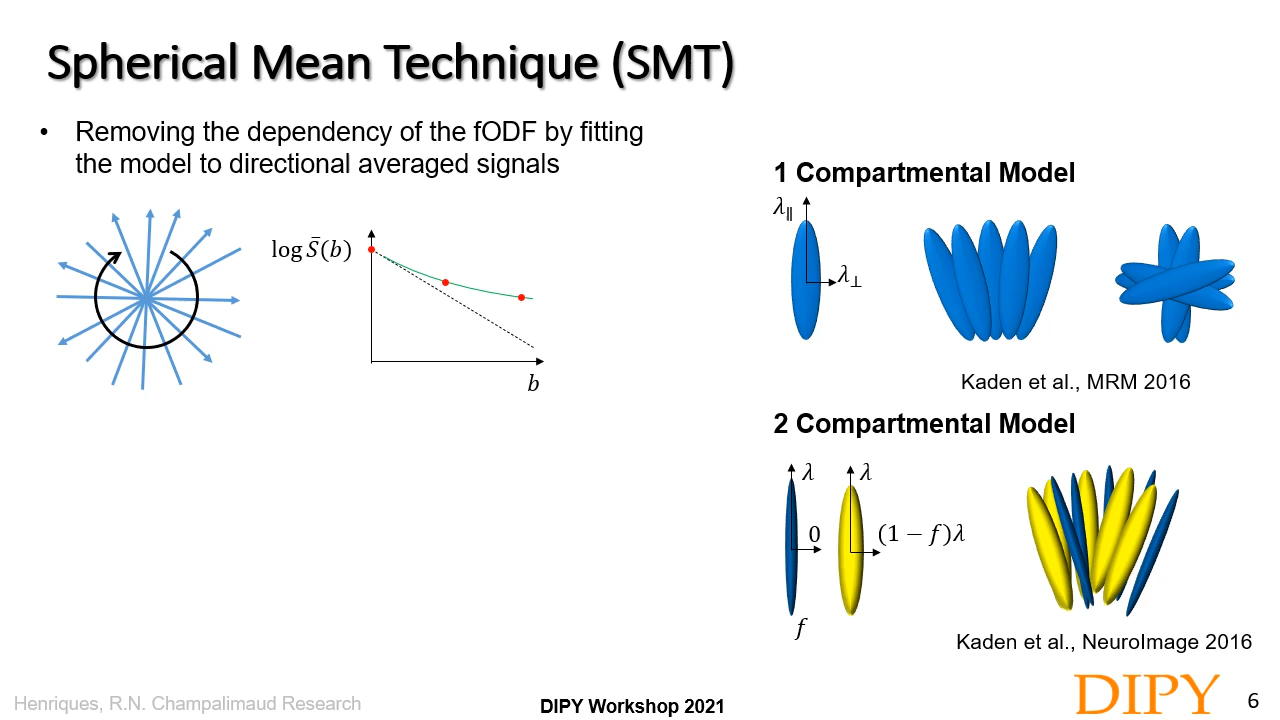 Spherical Mean Technique (SMT)
• Removing the dependency of the fODF by fitting
the model to directional averaged signals
log S̄(b)
b
1 Compartmental Model
λ∥
λ⊥
Kaden et al., MRM 2016
2 Compartmental Model
λ
λ
0
(1 − f)λ
f
Kaden et al., NeuroImage 2016
Henriques, R.N. Champalimaud Research
DIPY Workshop 2021
DIPY
6